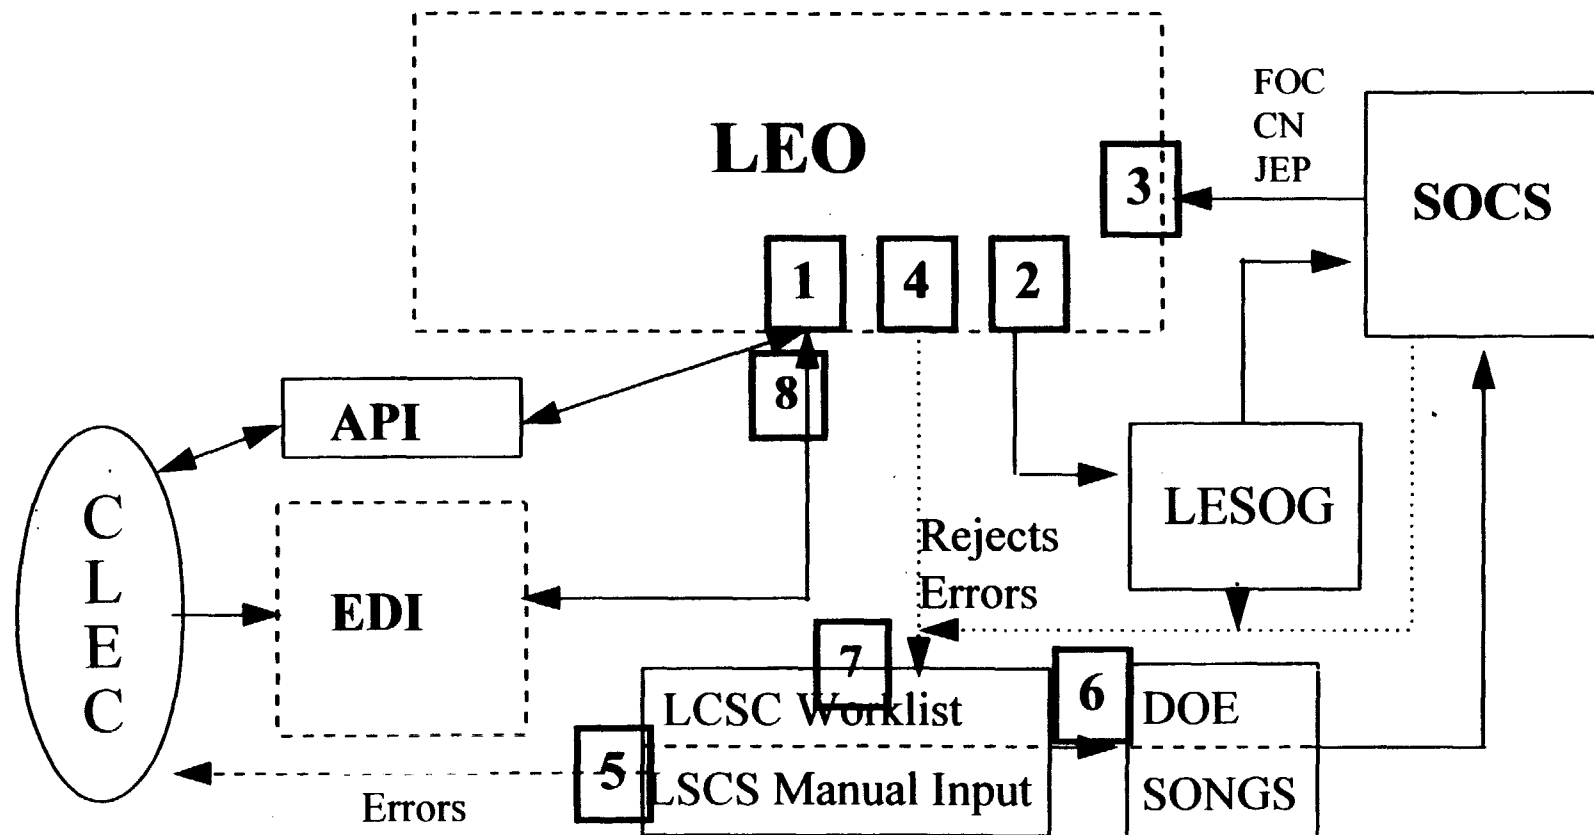 FOC
CN
JEP
LEO
3
SOCS
1
4
2
8
API
C
L
E
C
LESOG
Rejects
Errors
EDI
7
6
LCSC Worklist
DOE
5
LSCS Manual Input
SONGS
Errors